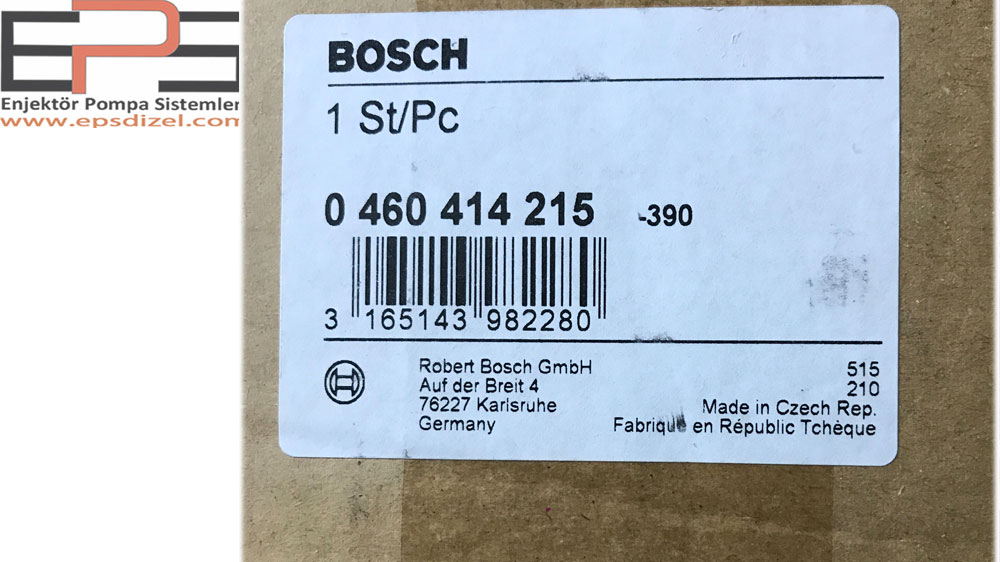 EPS
Enjektör Pompa Sistemler
www.epsdizel.com
BOSCH
1 St/Pc
0 460 414 215 -390
3 165143 982280
Robert Bosch GmbH
Auf der Breit 4
76227 Karlsruhe
Germany
515
210
Made in Czech Rep.
Fabriqué en Républic Tchèque